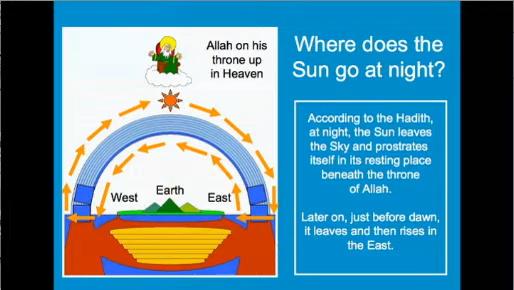 Allah on his
throne up
in Heaven
Where does the
Sun go at night?
According to the Hadith,
at night, the Sun leaves
the Sky and prostrates
itself in its resting place
beneath the throne
of Allah.
Later on, just before dawn,
it leaves and then rises in
the East.
West
Earth
East